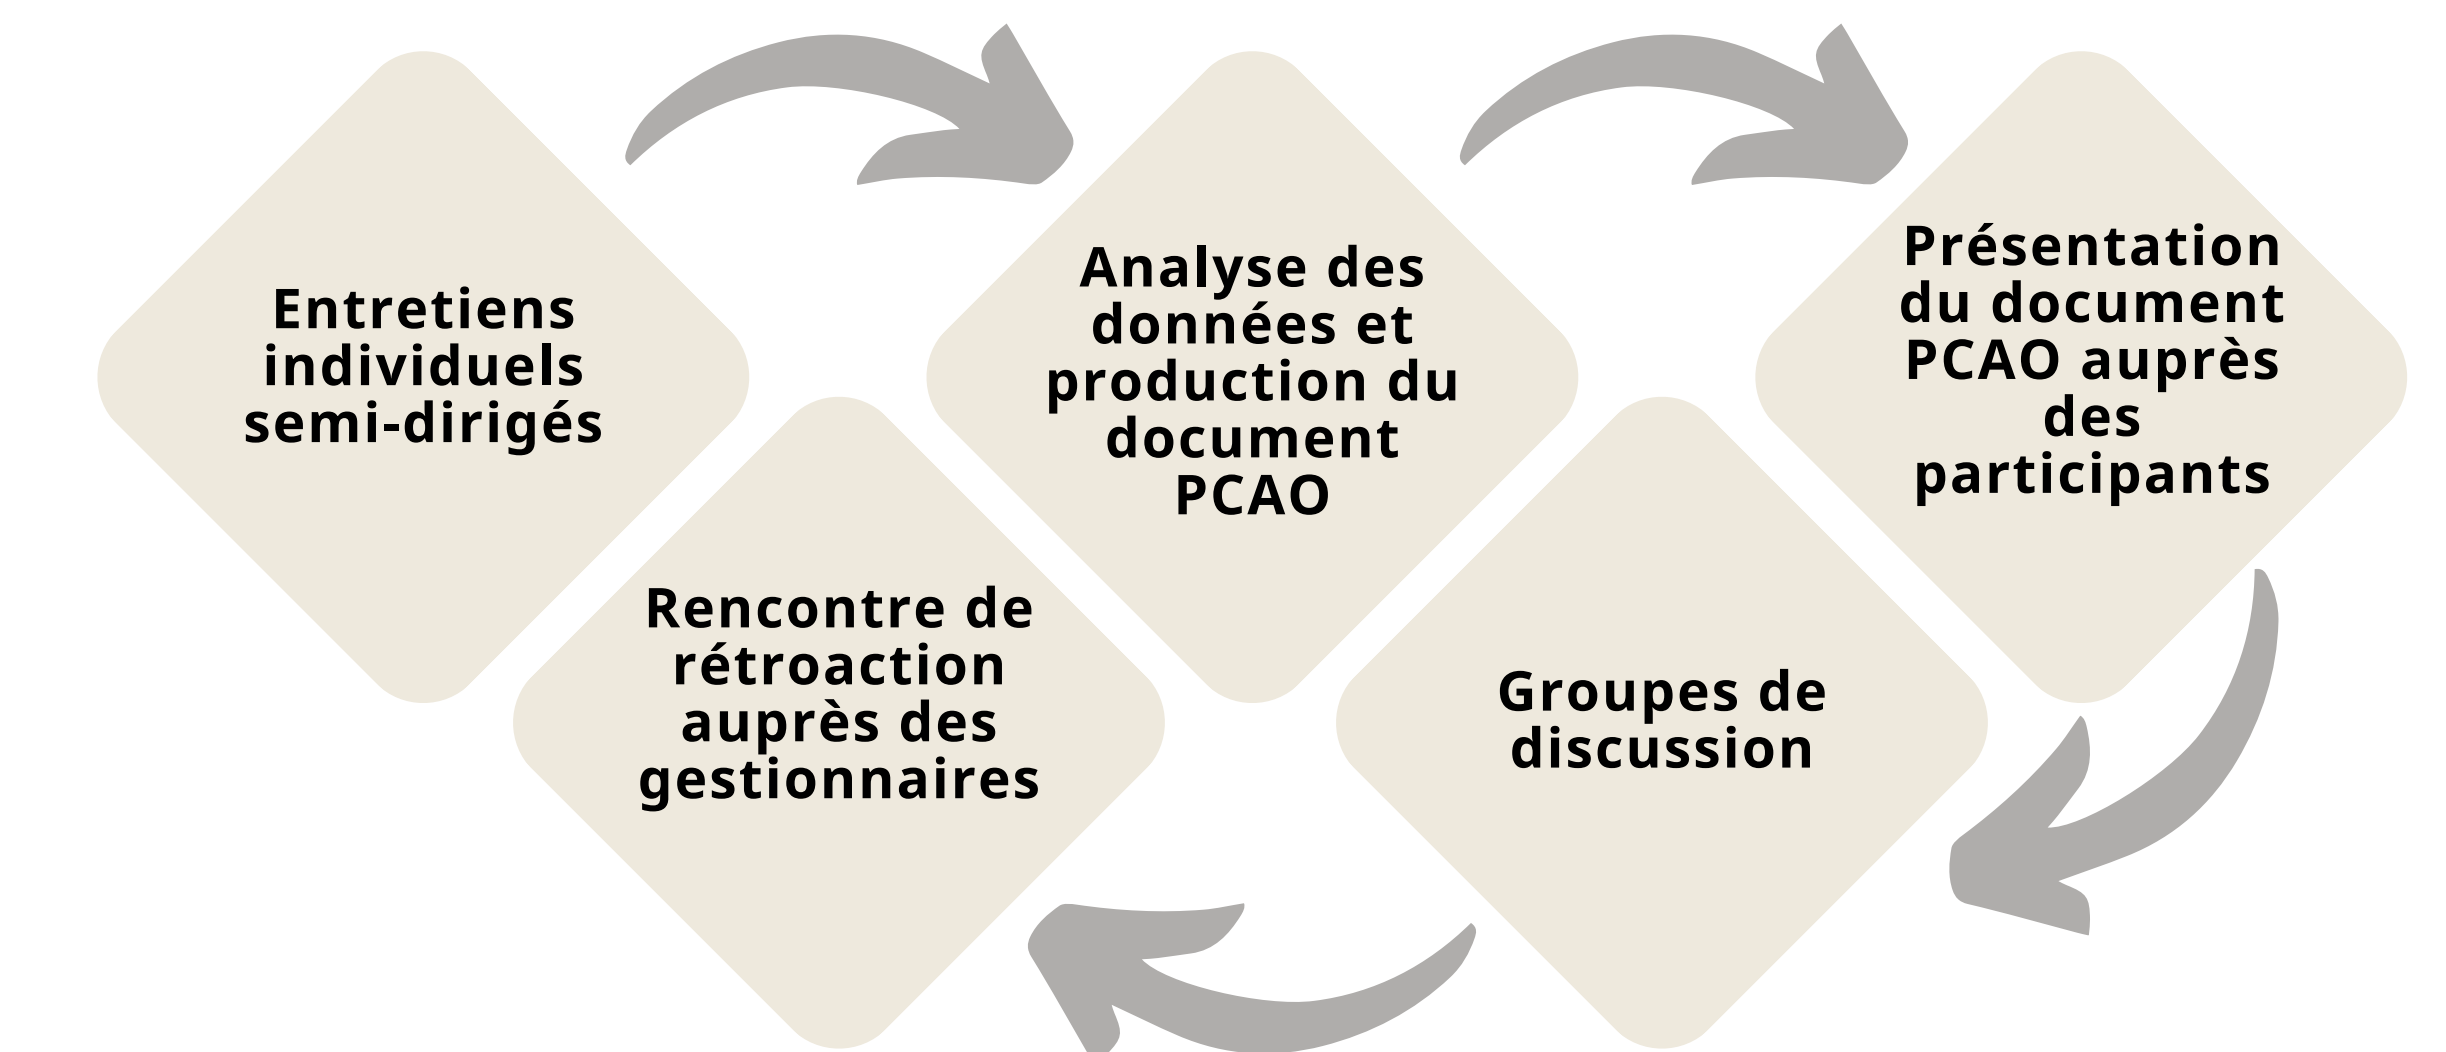 Entretiens
individuels
semi-dirigés
Analyse des
données et
production du
document
PCAO
Présentation
du document
PCAO auprès
des
participants
Groupes de
discussion
Rencontre de
rétroaction
auprès des
gestionnaires